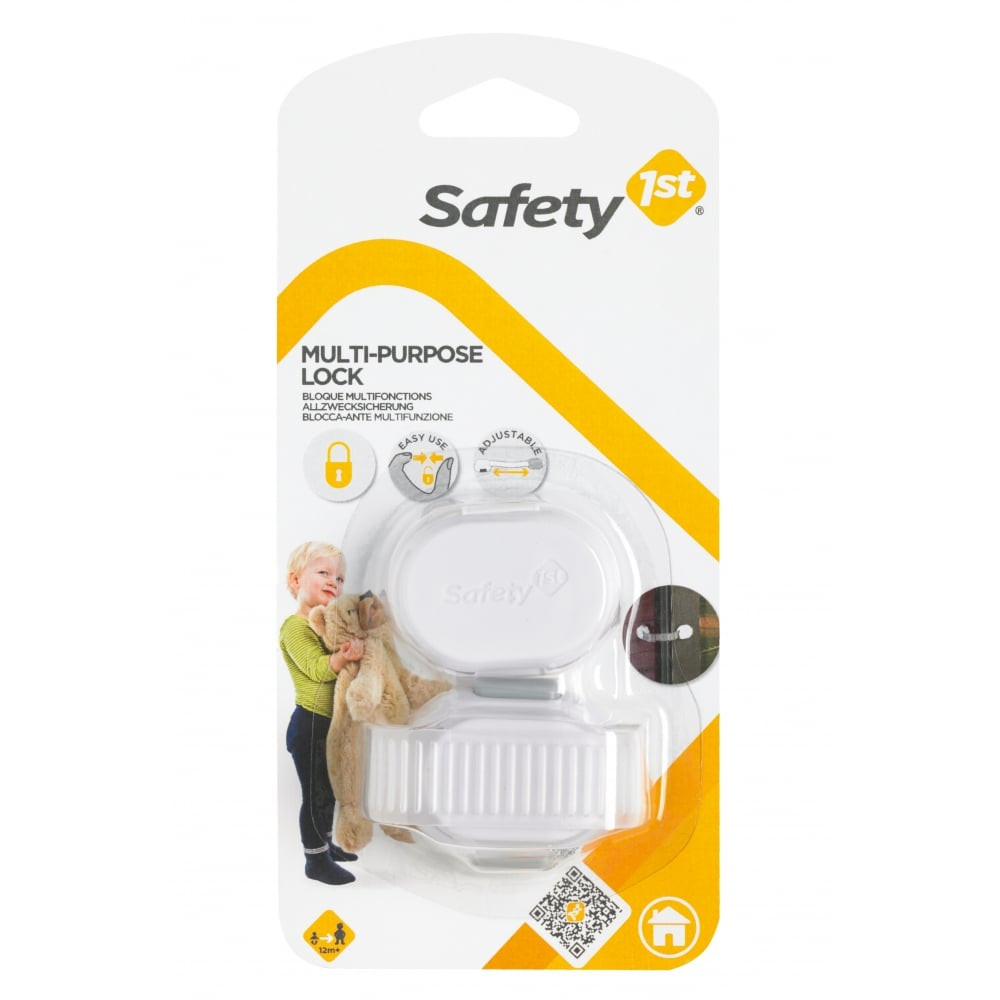 Safety 1st ®
MULTI-PURPOSE
LOCK
BLOQUE MULTIFONCTIONS
ALLZWECKSICHERUNG
BLOCCA-ANTE MULTIFUNZIONE
EASY USE
ADJUSTABLE
Safety 1st
12m+